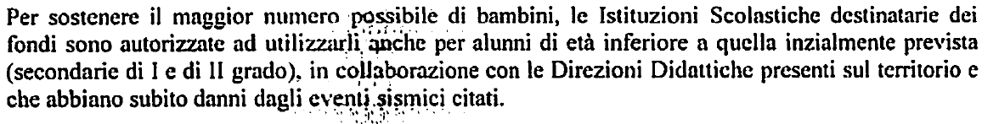 Per sostenere il maggior numero possibile di bambini, le Istituzioni Scolastiche destinatarie dei
fondi sono autorizzate ad utilizzarli anche per alunni di età inferiore a quella inzialmente prevista
(secondarie di I e di II grado), in collaborazione con le Direzioni Didattiche presenti sul territorio e
che abbiano subito danni dagli eventi sismici citati.